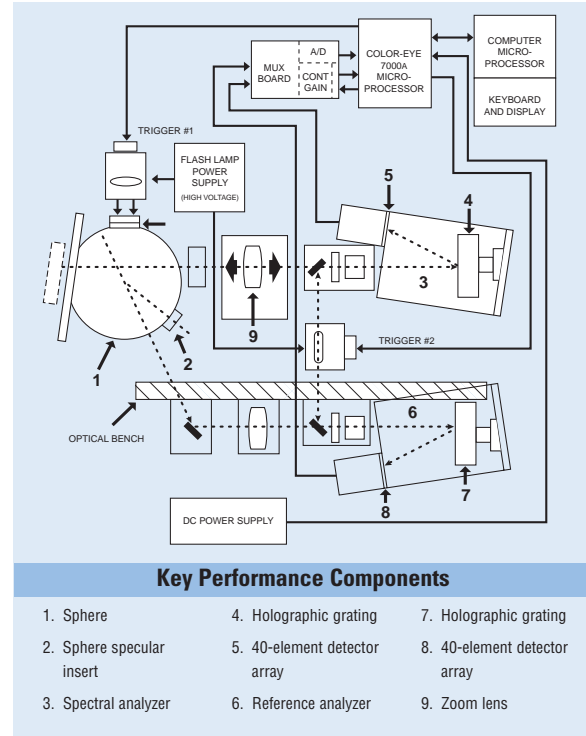 A/D
MUX
BOARD
CONT
GAIN
COLOR-EYE
7000A
MICRO-
PROCESSOR
COMPUTER
MICRO-
PROCESSOR
KEYBOARD
AND DISPLAY
TRIGGER #1
FLASH LAMP
POWER
SUPPLY
(HIGH VOLTAGE)
5
4
3
9
TRIGGER #2
1
2
OPTICAL BENCH
6
7
8
DC POWER SUPPLY
Key Performance Components
1. Sphere
2. Sphere specular
insert
3. Spectral analyzer
4. Holographic grating
5. 40-element detector
array
6. Reference analyzer
7. Holographic grating
8. 40-element detector
array
9. Zoom lens